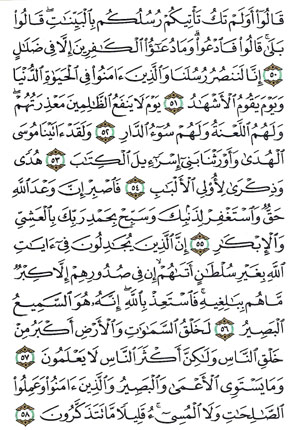 قَالُوٓا۟ أَوَلَمْ تَكُ تَأْتِيكُمْ رُسُلُكُم بِٱلْبَيِّنَـٰتِ ۖ قَالُوا۟
بَلَىٰ ۚ قَالُوا۟ فَٱدْعُوا۟ ۗ وَمَا دُعَـٰٓؤُا۟ ٱلْكَـٰفِرِينَ إِلَّا فِى ضَلَـٰلٍ
٥٠ إِنَّا لَنَنصُرُ رُسُلَنَا وَٱلَّذِينَ ءَامَنُوا۟ فِى ٱلْحَيَوٰةِ ٱلدُّنْيَا
وَيَوْمَ يَقُومُ ٱلْأَشْهَـٰدُ ٥١ يَوْمَ لَا يَنفَعُ ٱلظَّـٰلِمِينَ مَعْذِرَتُهُمْ ۖ
وَلَهُمُ ٱللَّعْنَةُ وَلَهُمْ سُوٓءُ ٱلدَّارِ ٥٢ وَلَقَدْ ءَاتَيْنَا مُوسَى
ٱلْهُدَىٰ وَأَوْرَثْنَا بَنِىٓ إِسْرَٰٓءِيلَ ٱلْكِتَـٰبَ ٥٣ هُدًى
وَذِكْرَىٰ لِأُو۟لِى ٱلْأَلْبَـٰبِ ٥٤ فَٱصْبِرْ إِنَّ وَعْدَ ٱللَّهِ
حَقٌّ وَٱسْتَغْفِرْ لِذَنۢبِكَ وَسَبِّحْ بِحَمْدِ رَبِّكَ بِٱلْعَشِىِّ
وَٱلْإِبْكَـٰرِ ٥٥ إِنَّ ٱلَّذِينَ يُجَـٰدِلُونَ فِىٓ ءَايَـٰتِ
ٱللَّهِ بِغَيْرِ سُلْطَـٰنٍ أَتَىٰهُمْ ۙ إِن فِى صُدُورِهِمْ إِلَّا كِبْرٌ
مَّا هُم بِبَـٰلِغِيهِ ۚ فَٱسْتَعِذْ بِٱللَّهِ ۖ إِنَّهُۥ هُوَ ٱلسَّمِيعُ
ٱلْبَصِيرُ ٥٦ لَخَلْقُ ٱلسَّمَـٰوَٰتِ وَٱلْأَرْضِ أَكْبَرُ مِنْ
خَلْقِ ٱلنَّاسِ وَلَـٰكِنَّ أَكْثَرَ ٱلنَّاسِ لَا يَعْلَمُونَ ٥٧
وَمَا يَسْتَوِى ٱلْأَعْمَىٰ وَٱلْبَصِيرُ وَٱلَّذِينَ ءَامَنُوا۟ وَعَمِلُوا۟
ٱلصَّـٰلِحَـٰتِ وَلَا ٱلْمُسِىٓءُ ۚ قَلِيلًا مَّا تَتَذَكَّرُونَ ٥٨